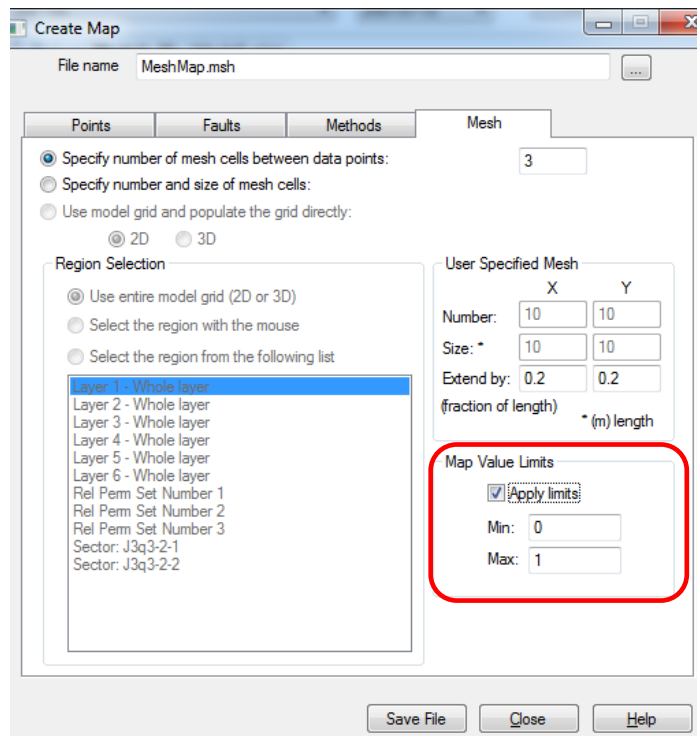 Create Map
File name MeshMap.msh ...
Points Faults Methods Mesh
Specify number of mesh cells between data points: 3
Specify number and size of mesh cells:
Use model grid and populate the grid directly:
2D 3D
Region Selection
Use entire model grid (2D or 3D)
Select the region with the mouse
Select the region from the following list
Layer 1 - Whole layer
Layer 2 - Whole layer
Layer 3 - Whole layer
Layer 4 - Whole layer
Layer 5 - Whole layer
Layer 6 - Whole layer
Rel Perm Set Number 1
Rel Perm Set Number 2
Rel Perm Set Number 3
Sector: J3q3-2-1
Sector: J3q3-2-2
User Specified Mesh
X Y
Number: 10 10
Size: * 10 10
Extend by: 0.2 0.2
(fraction of length)
* (m) length
Map Value Limits
Apply limits
Min: 0
Max: 1
Save File Close Help